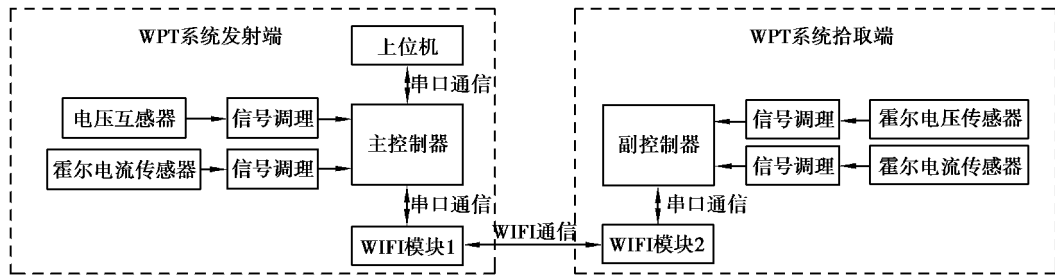 WPT系统发射端
上位机
串口通信
电压互感器
信号调理
主控制器
霍尔电流传感器
信号调理
串口通信
WIFI模块1
WIFI通信
WPT系统拾取端
副控制器
信号调理
霍尔电压传感器
信号调理
霍尔电流传感器
串口通信
WIFI模块2